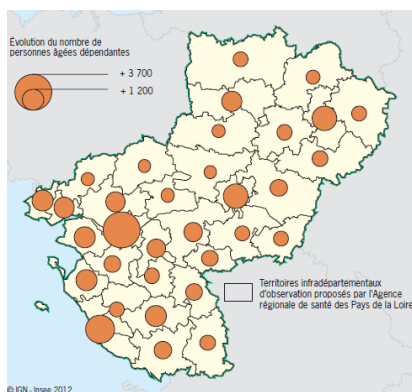 Évolution du nombre de
personnes âgées dépendantes
+ 3 700
+ 1 200
Territoires infradépartementaux
d'observation proposés par l'Agence
régionale de santé des Pays de la Loire
© IGN - Insee 2012